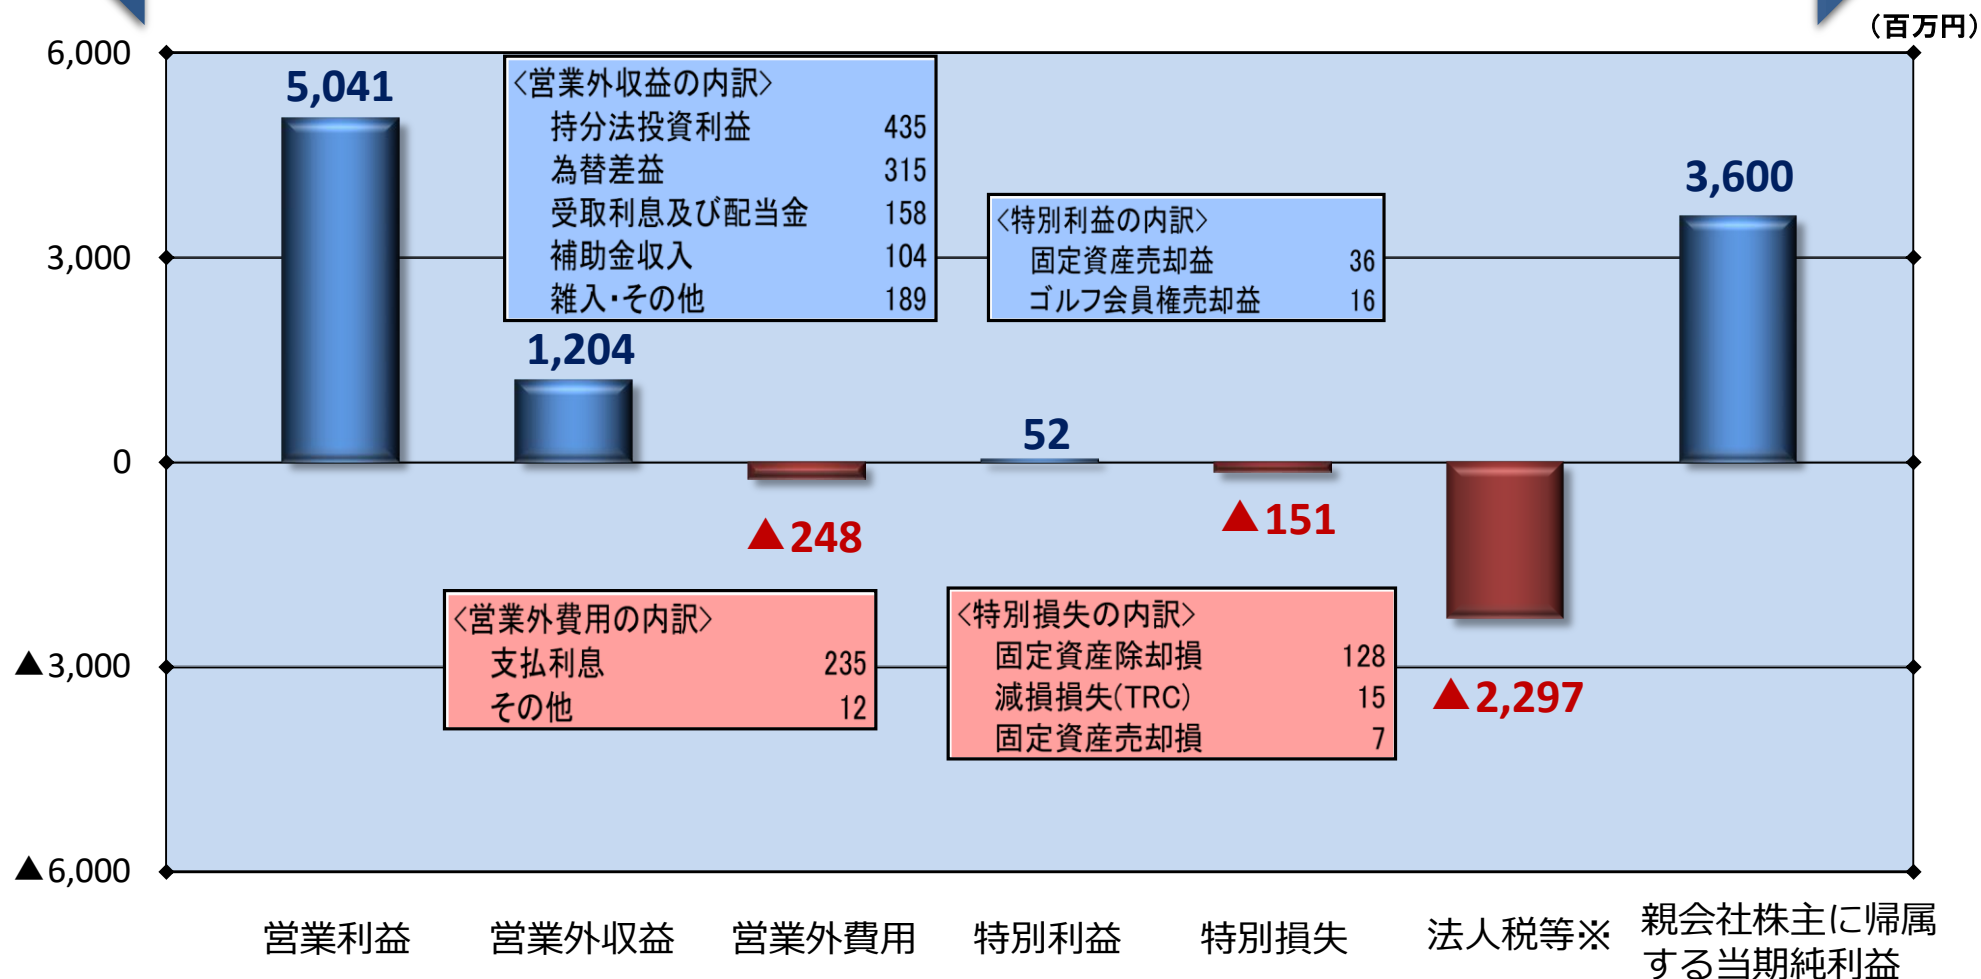 （百万円）
6,000
3,000
0
▲3,000
▲6,000
5,041
1,204
▲248
52
▲151
▲2,297
3,600
<営業外収益の内訳>
持分法投資利益 435
為替差益 315
受取利息及び配当金 158
補助金収入 104
雑入・その他 189
<特別利益の内訳>
固定資産売却益 36
ゴルフ会員権売却益 16
<営業外費用の内訳>
支払利息 235
その他 12
<特別損失の内訳>
固定資産除却損 128
減損損失(TRC) 15
固定資産売却損 7
営業利益
営業外収益
営業外費用
特別利益
特別損失
法人税等※
親会社株主に帰属
する当期純利益